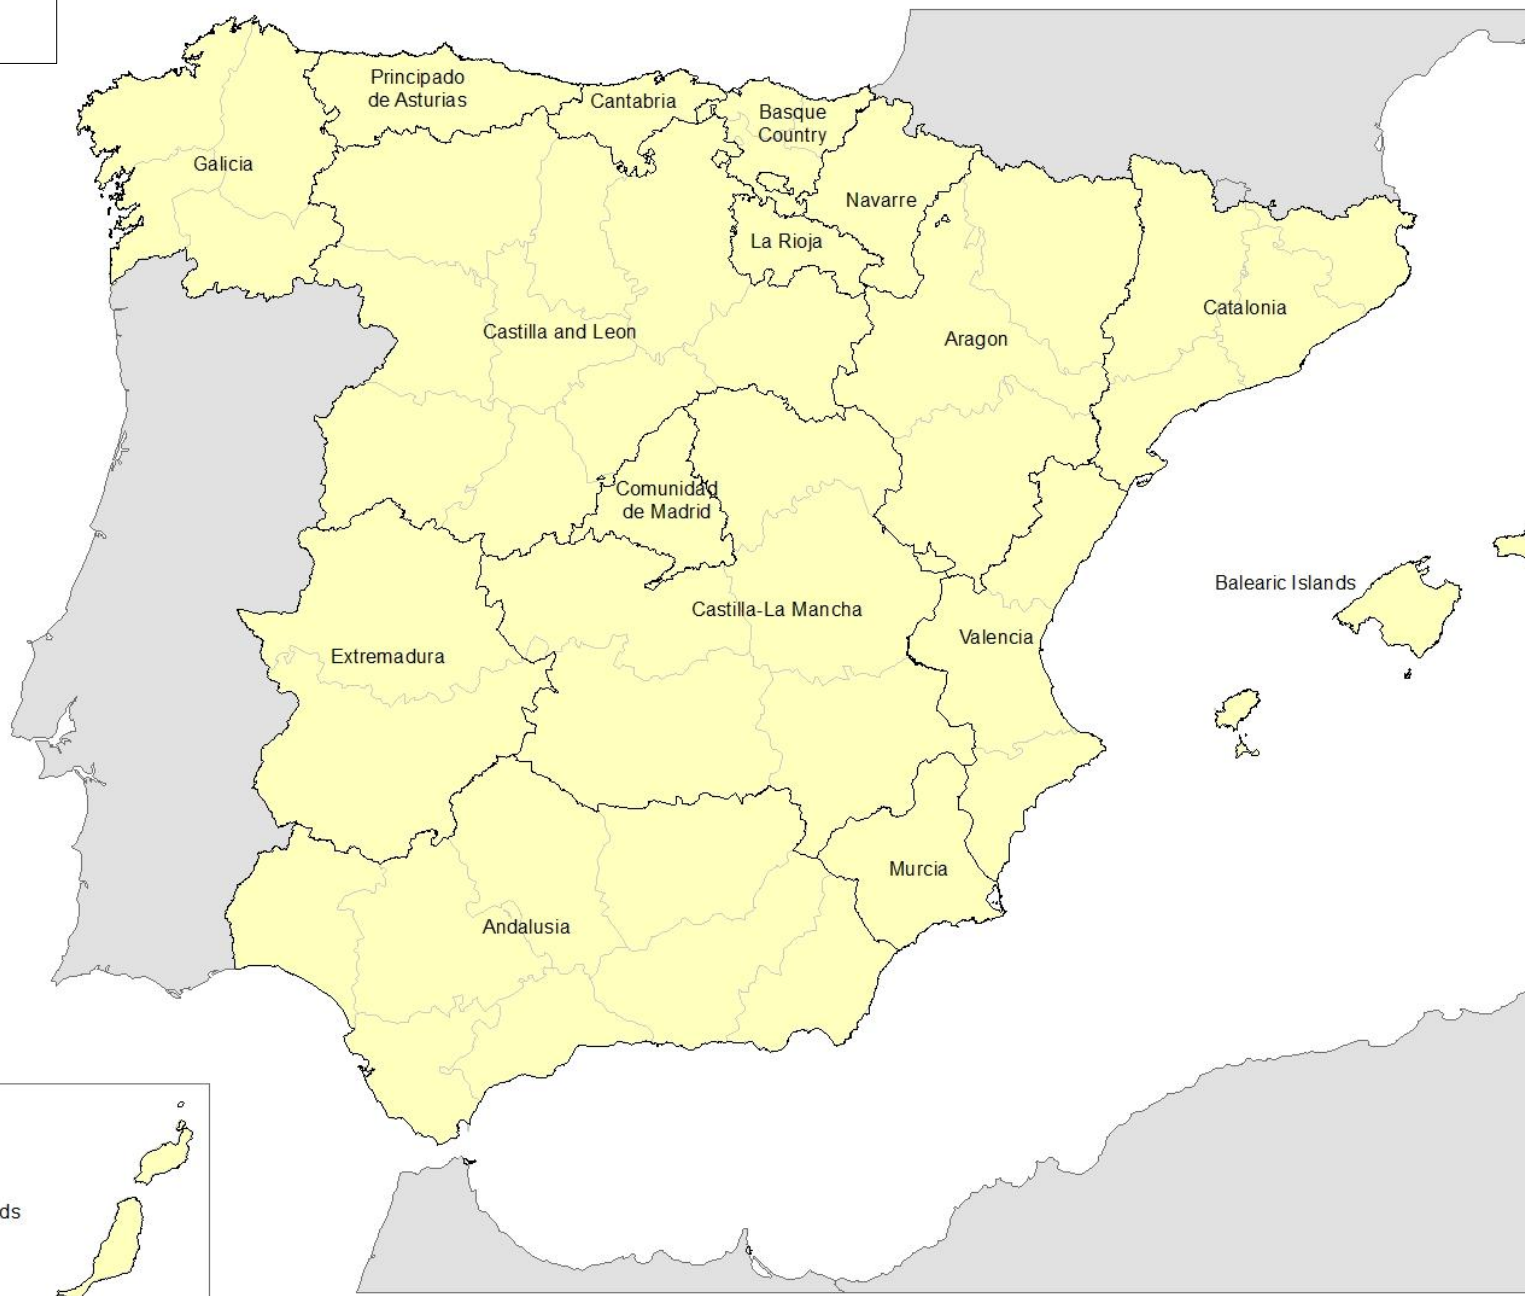 Principado
de Asturias
Cantabria
Basque
Country
Galicia
Navarre
La Rioja
Castilla and Leon
Aragon
Catalonia
Comunidad
de Madrid
Balearic Islands
Castilla-La Mancha
Valencia
Extremadura
Murcia
Andalusia
ds